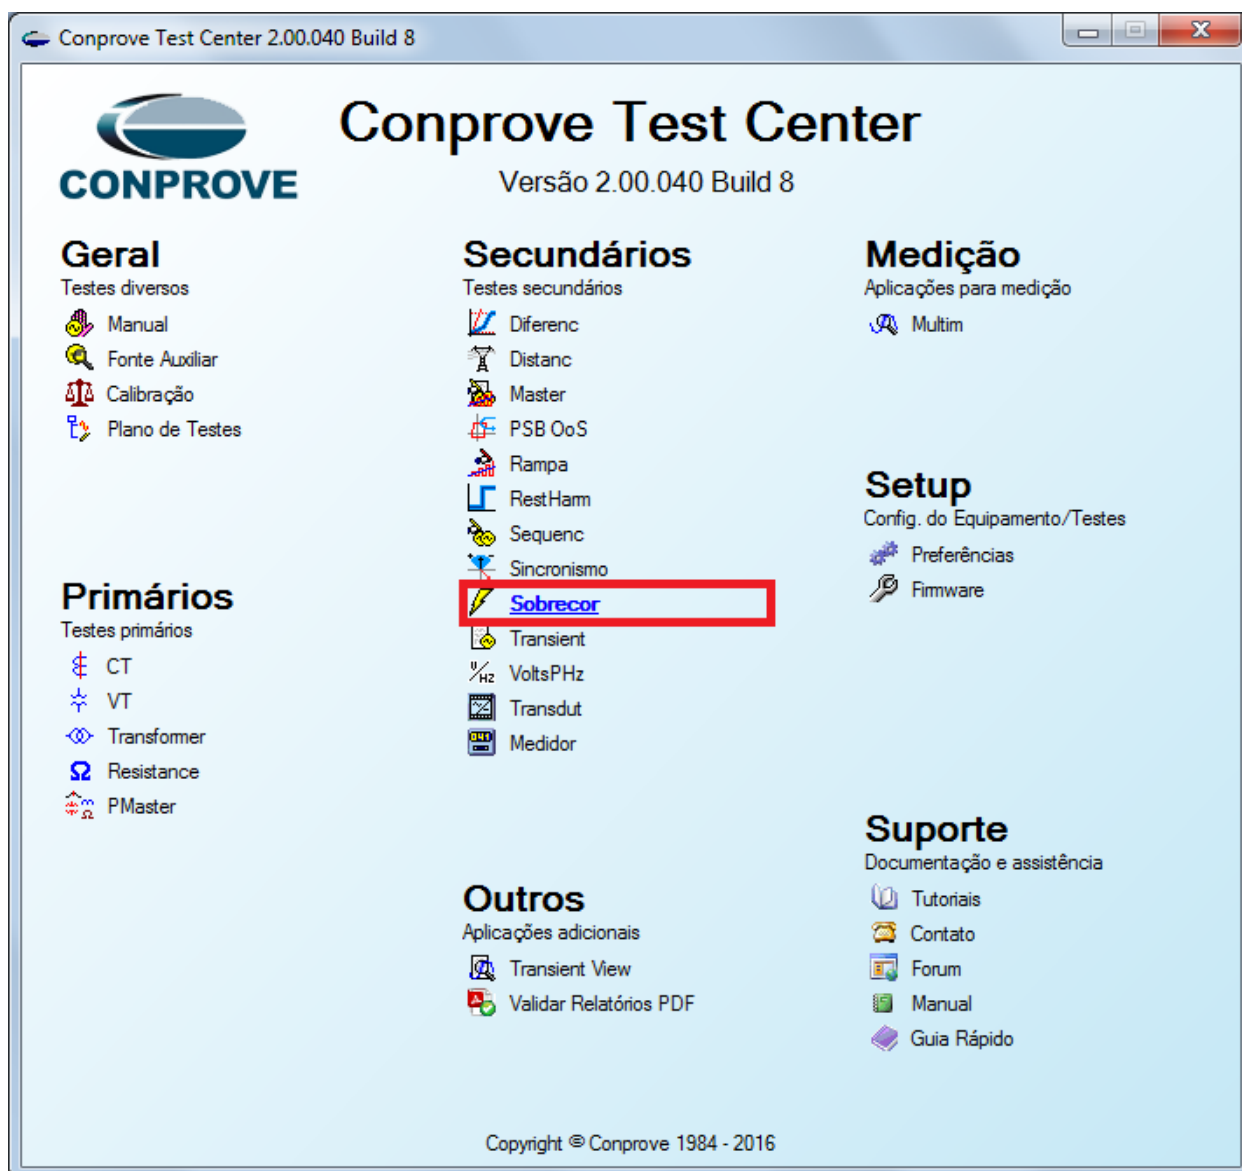 Conprove Test Center 2.00.040 Build 8
CONPROVE
Conprove Test Center
Versão 2.00.040 Build 8
Geral
Testes diversos
Manual
Fonte Auxiliar
Calibração
Plano de Testes
Primários
Testes primários
CT
VT
Transformer
Resistance
PMaster
Secundários
Testes secundários
Diferenc
Distanc
Master
PSB OoS
Rampa
RestHarm
Sequenc
Sincronismo
Sobrecor
Transient
VoltsPHz
Transdut
Medidor
Outros
Aplicações adicionais
Transient View
Validar Relatórios PDF
Medição
Aplicações para medição
Multim
Setup
Config. do Equipamento/Testes
Preferências
Firmware
Suporte
Documentação e assistência
Tutoriais
Contato
Forum
Manual
Guia Rápido
Copyright © Conprove 1984 - 2016